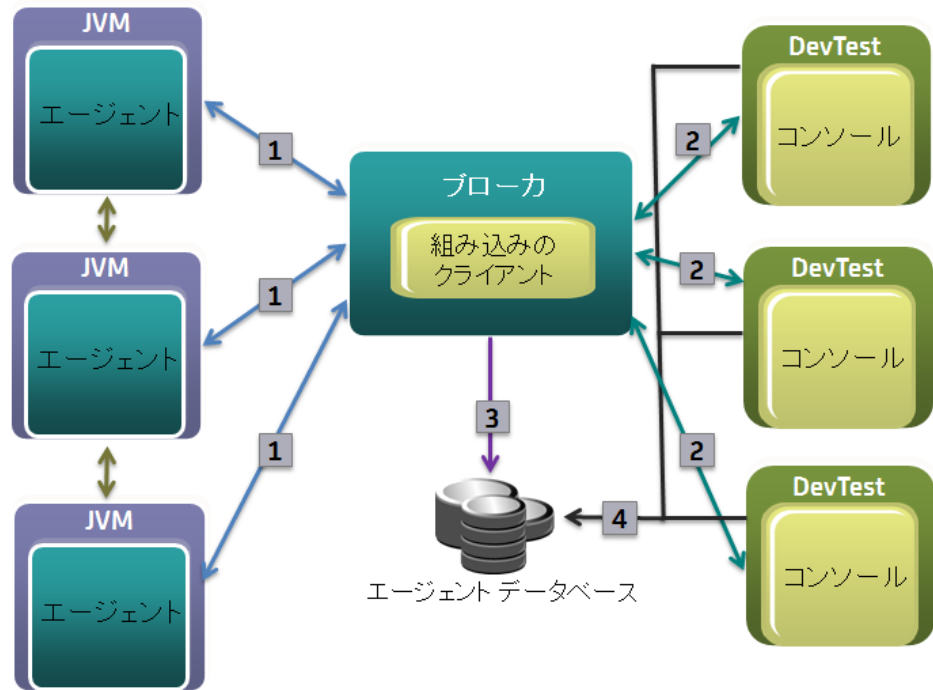 JVM
エージェント
JVM
エージェント
JVM
エージェント
1
1
1
ブローカ
組み込みの
クライアント
3
エージェント データベース
2
2
2
4
DevTest
コンソール
DevTest
コンソール
DevTest
コンソール